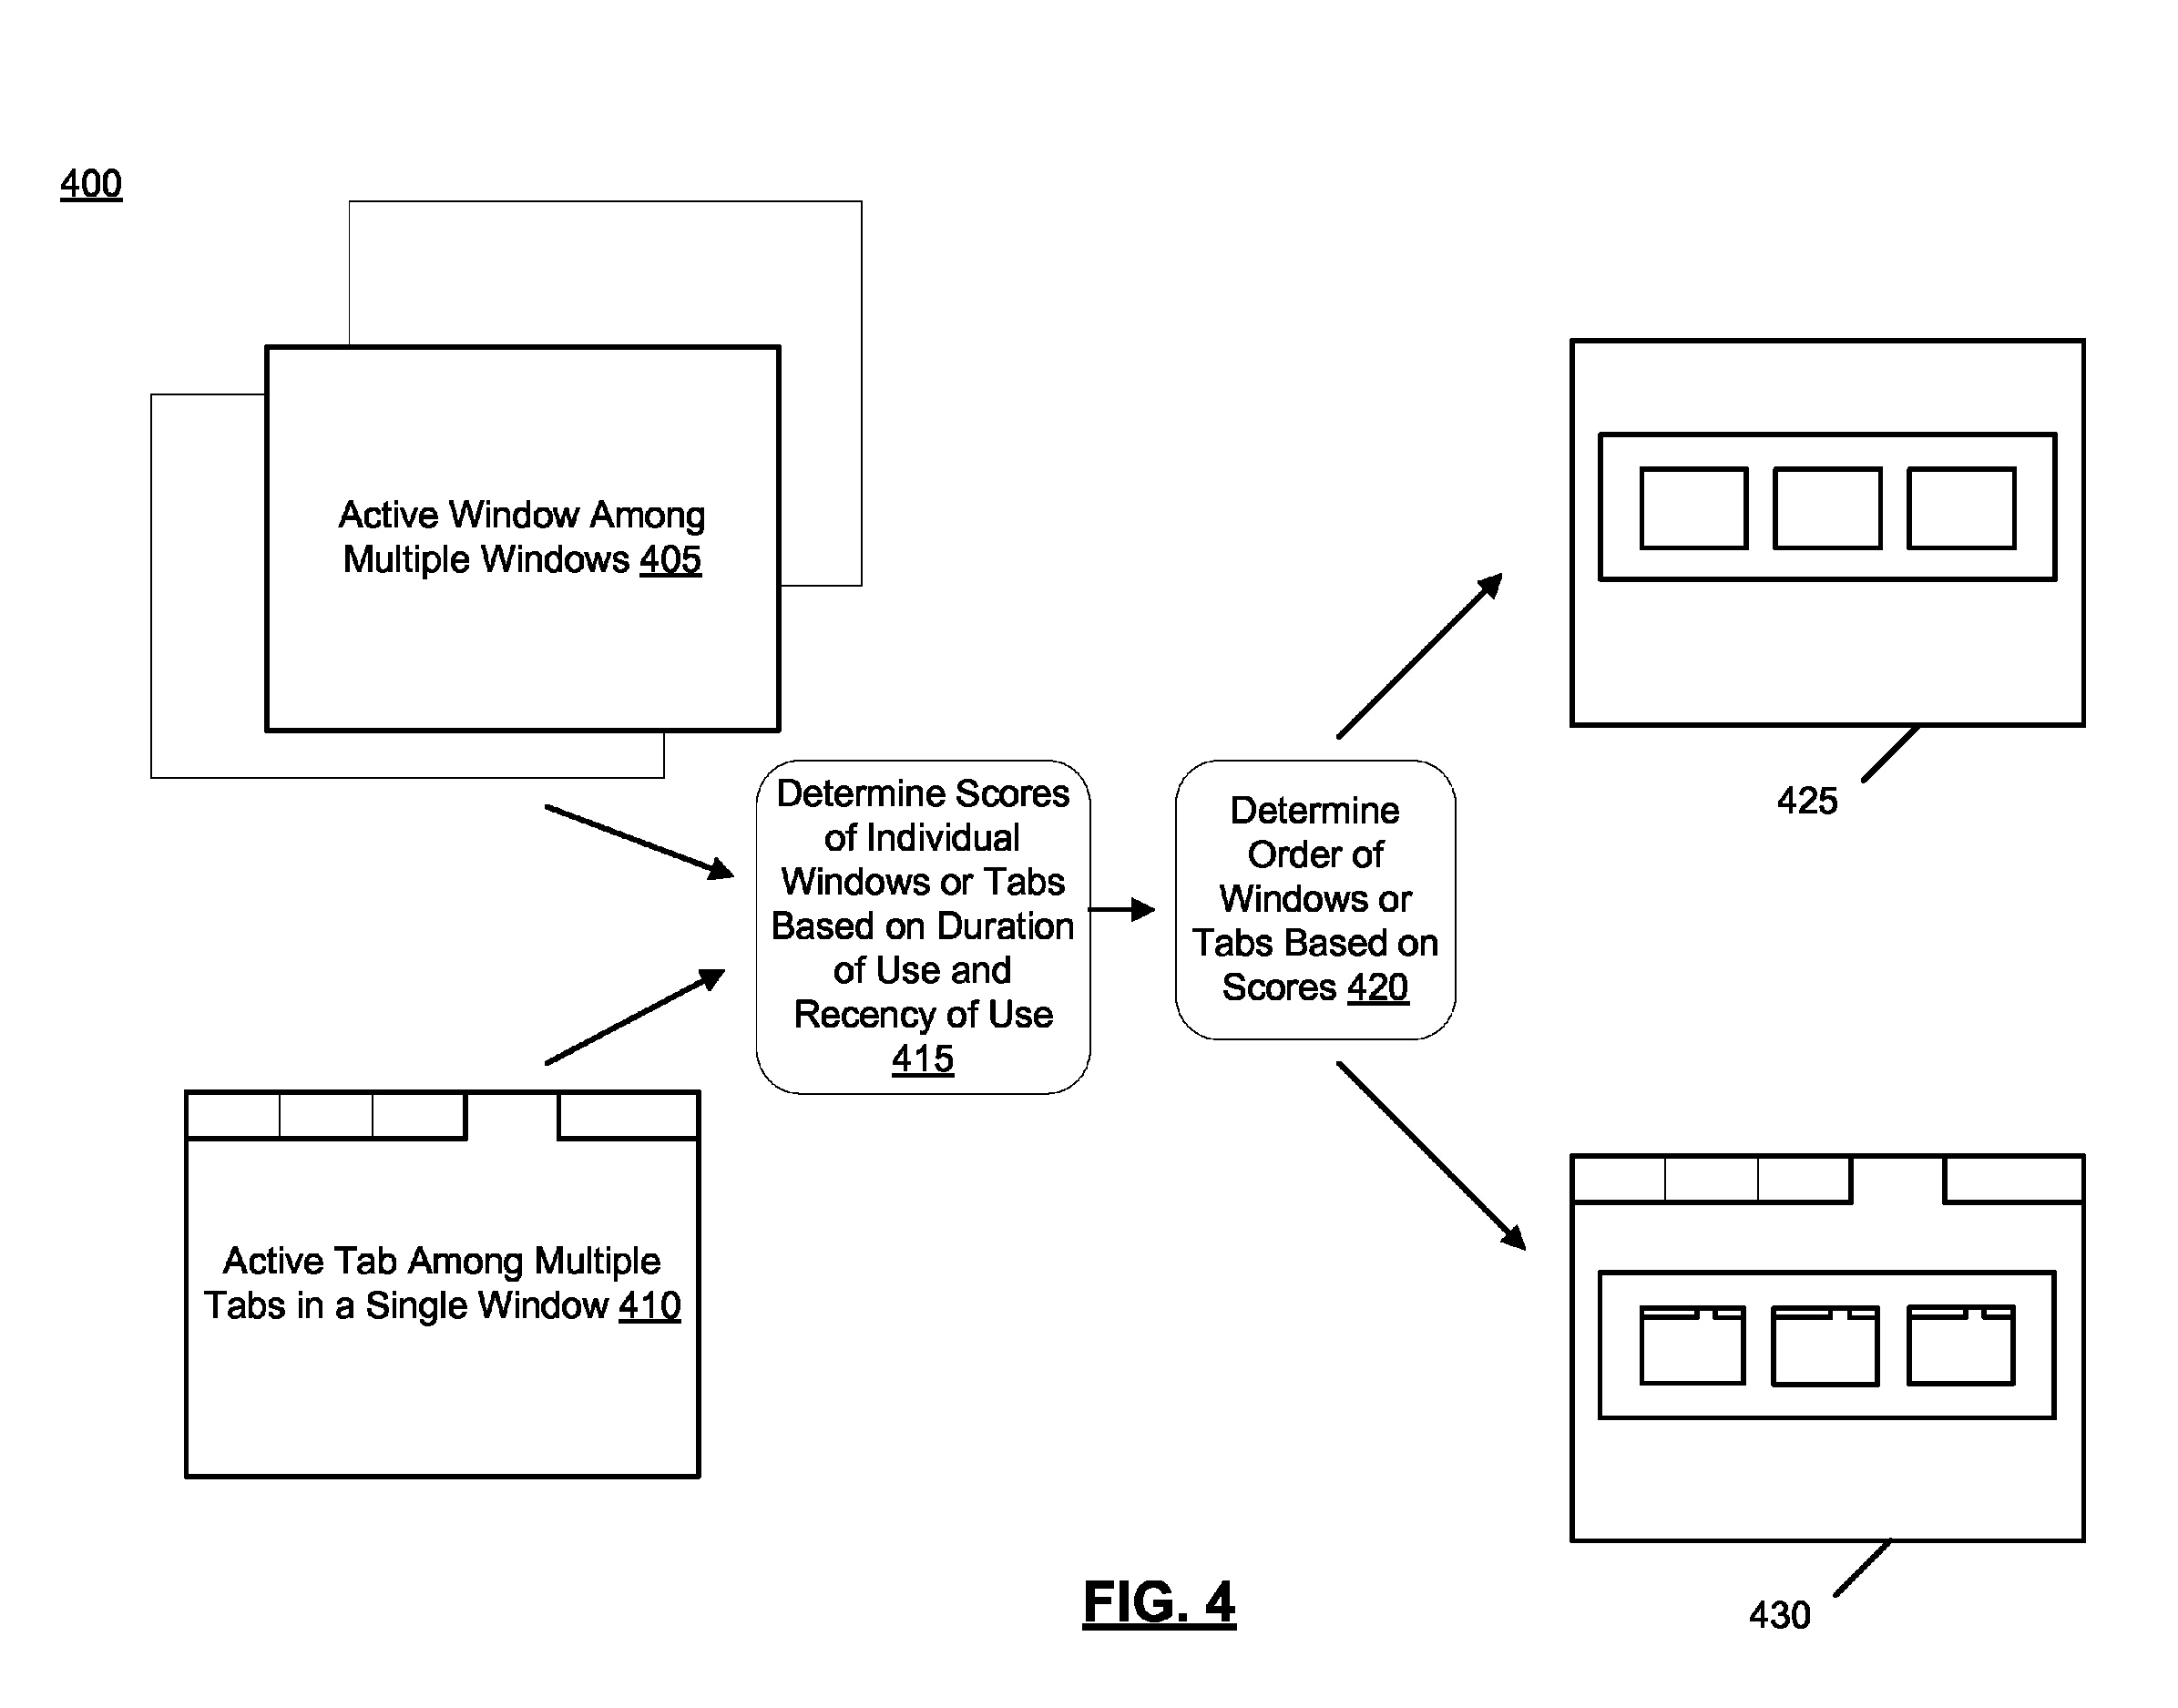 400
Active Window Among
Multiple Windows 405
Determine Scores
of Individual
Windows or Tabs
Based on Duration
of Use and
Recency of Use
415
Determine
Order of
Windows or
Tabs Based on
Scores 420
425
Active Tab Among Multiple
Tabs in a Single Window 410
430
FIG. 4